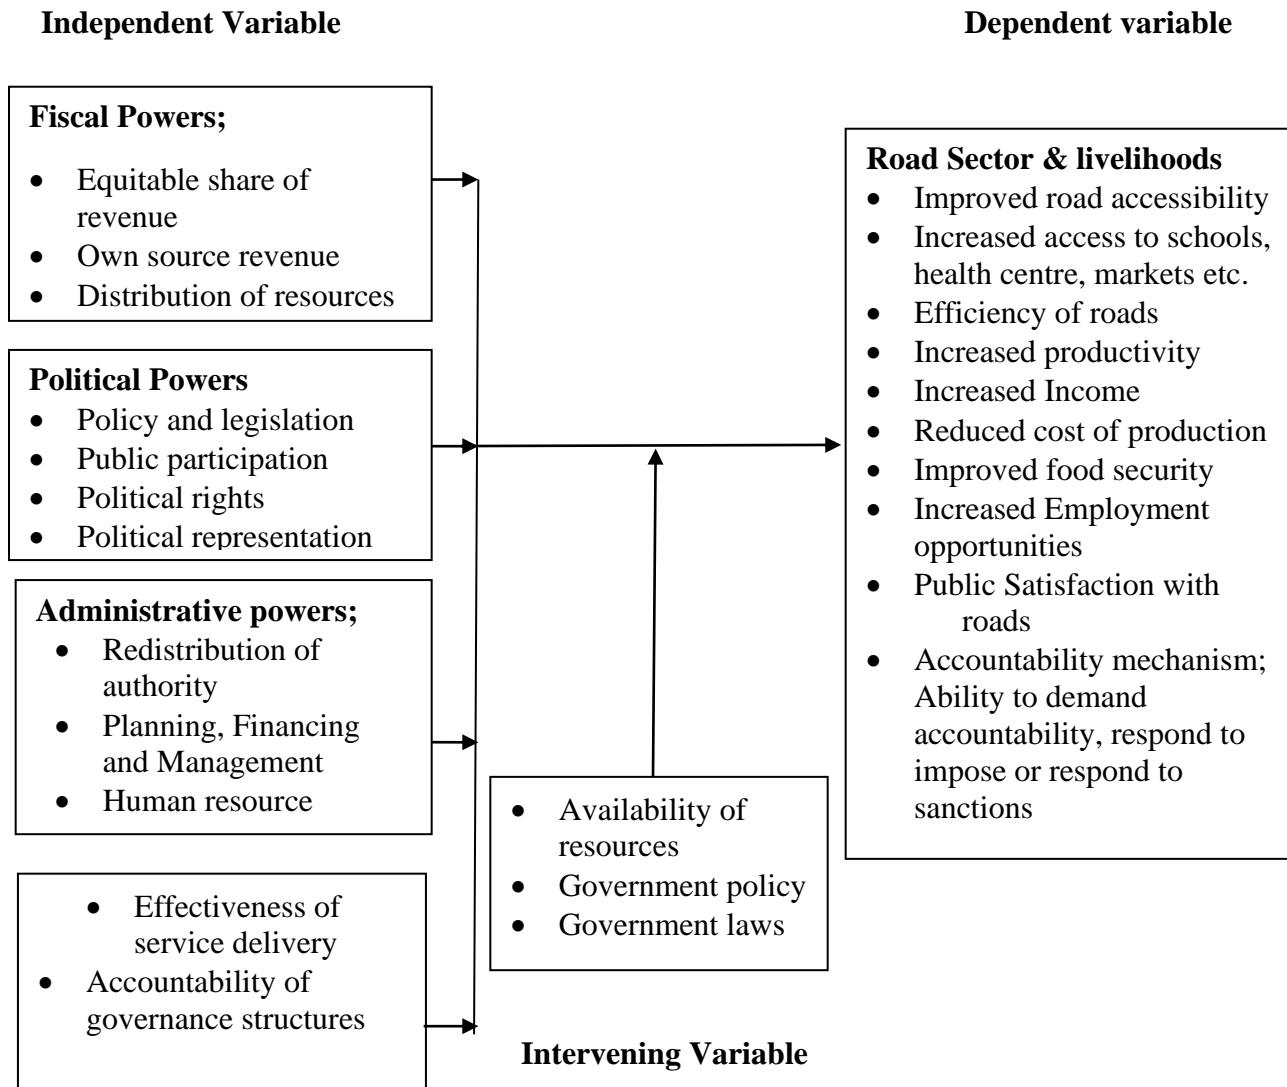 Independent Variable
Dependent variable
Fiscal Powers;
• Equitable share of
revenue
• Own source revenue
• Distribution of resources
Political Powers
• Policy and legislation
• Public participation
• Political rights
• Political representation
Administrative powers;
• Redistribution of
authority
• Planning, Financing
and Management
• Human resource
• Effectiveness of
service delivery
• Accountability of
governance structures
• Availability of
resources
• Government policy
• Government laws
Intervening Variable
Road Sector & livelihoods
• Improved road accessibility
• Increased access to schools,
health centre, markets etc.
• Efficiency of roads
• Increased productivity
• Increased Income
• Reduced cost of production
• Improved food security
• Increased Employment
opportunities
• Public Satisfaction with
roads
• Accountability mechanism;
Ability to demand
accountability, respond to
impose or respond to
sanctions